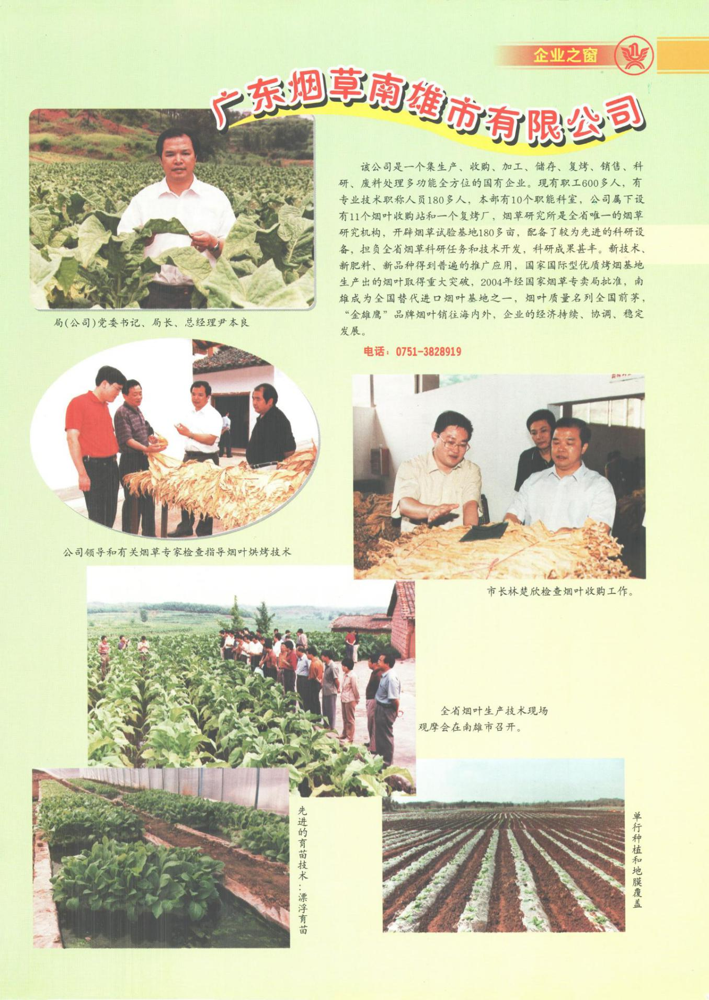 企业之窗
广东烟草南雄市有限公司
该公司是一个集生产、收购、加工、储存、复烤、销售、科
研、废料处理多功能全方位的国有企业。现有职工600多人，有
专业技术职称人员180多人，本部有10个职能科室，公司属下设
有11个烟叶收购站和一个复烤厂，烟草研究所是全省唯一的烟草
研究机构，开辟烟草试验基地180多亩，配备了较为先进的科研设
备，担负全省烟草科研任务和技术开发，科研成果甚丰。新技术、
新肥料、新品种得到普遍的推广应用，国家国际型优质烤烟基地
生产出的烟叶取得重大突破，2004年经国家烟草专卖局批准，南
雄成为全国替代进口烟叶基地之一，烟叶质量名列全国前茅，
“金雄鹰”品牌烟叶销往海内外，企业的经济持续、协调、稳定
发展。
电话：0751-3828919
局(公司)党委书记、局长、总经理尹本良
公司领导和有关烟草专家检查指导烟叶烘烤技术
市长林楚欣检查烟叶收购工作。
全省烟叶生产技术现场
观摩会在南雄市召开。
先进的育苗技术：漂浮育苗
单行种植和地膜覆盖